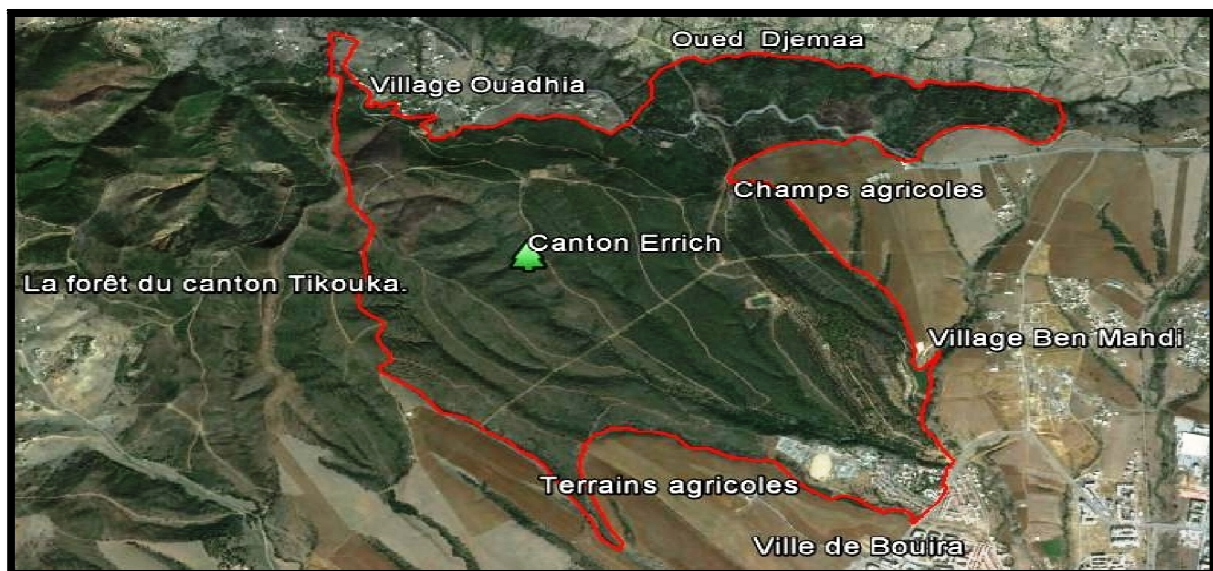 Oued Djemaa
Village Ouadhia
Champs agricoles
Canton Errich
La forêt du canton Tikouka.
Village Ben Mahdi
Terrains agricoles
Ville de Bouira